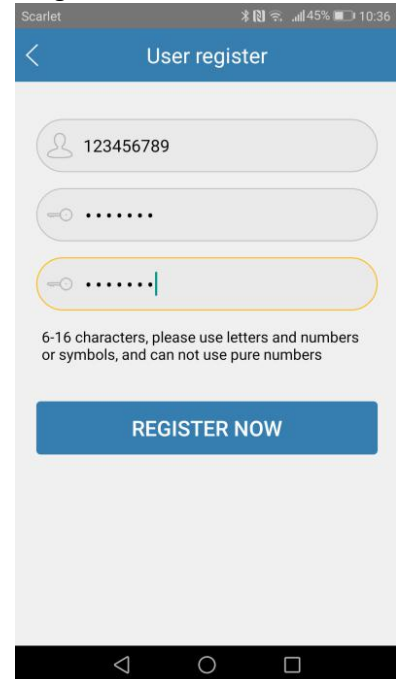 Scarlet 45% 10:36
User register
123456789
•••••••
•••••••
6-16 characters, please use letters and numbers
or symbols, and can not use pure numbers
REGISTER NOW